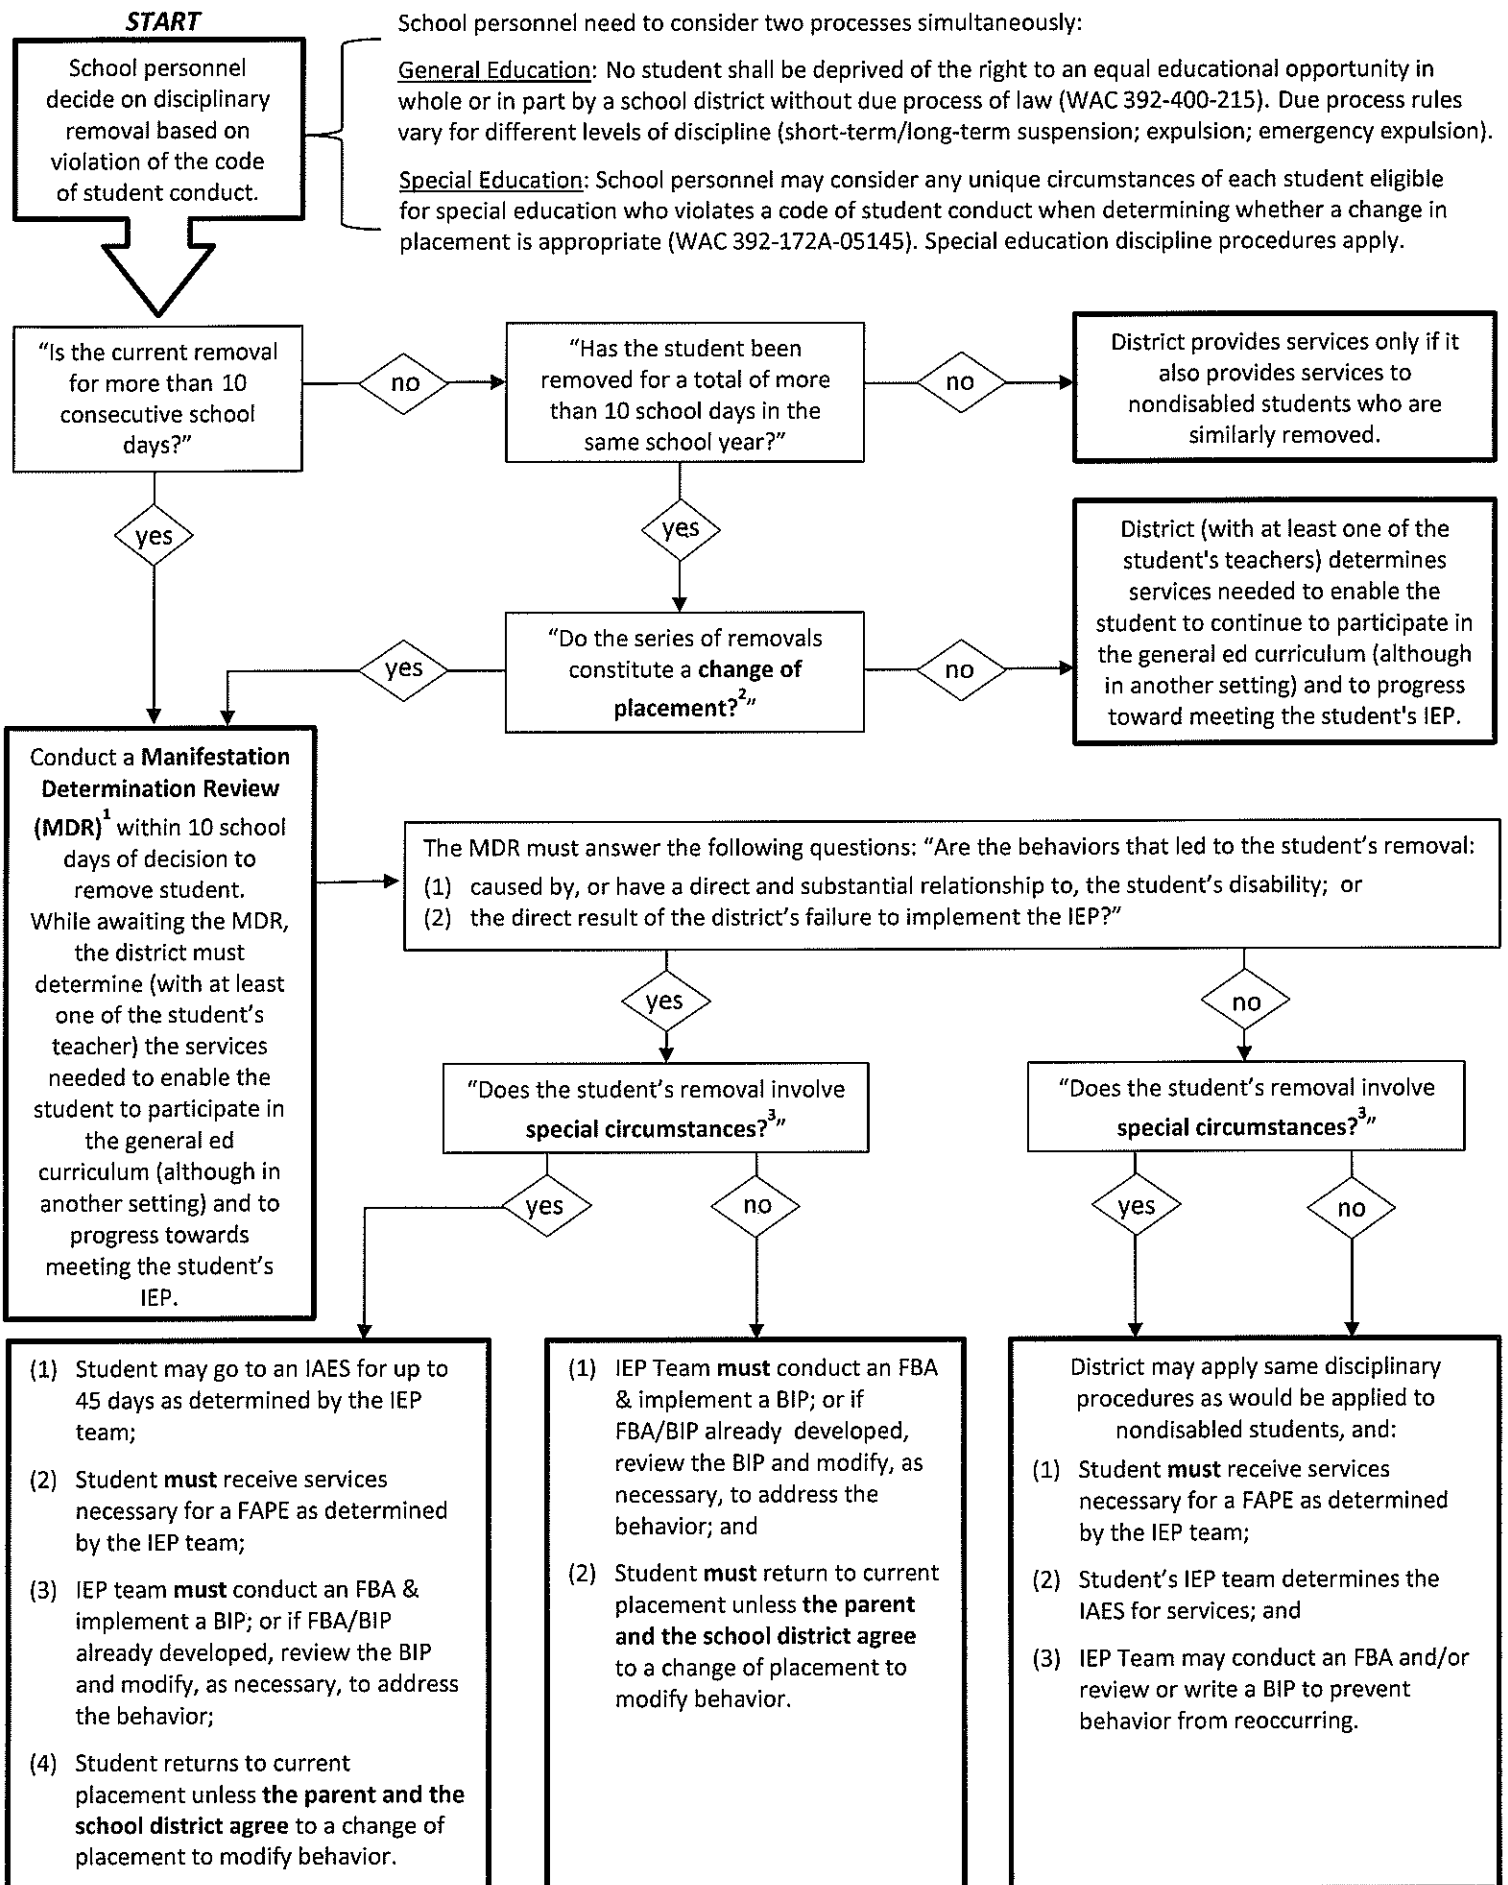 START
School personnel
decide on disciplinary
removal based on
violation of the code
of student conduct.
School personnel need to consider two processes simultaneously:
General Education: No student shall be deprived of the right to an equal educational opportunity in
whole or in part by a school district without due process of law (WAC 392-400-215). Due process rules
vary for different levels of discipline (short-term/long-term suspension; expulsion; emergency expulsion).
Special Education: School personnel may consider any unique circumstances of each student eligible
for special education who violates a code of student conduct when determining whether a change in
placement is appropriate (WAC 392-172A-05145). Special education discipline procedures apply.
“Is the current removal
for more than 10
consecutive school
days?”
no
“Has the student been
removed for a total of more
than 10 school days in the
same school year?”
no
District provides services only if it
also provides services to
nondisabled students who are
similarly removed.
yes
yes
District (with at least one of the
student's teachers) determines
services needed to enable the
student to continue to participate in
the general ed curriculum (although
in another setting) and to progress
toward meeting the student's IEP.
yes
“Do the series of removals
constitute a change of
placement?²”
no
Conduct a Manifestation
Determination Review
(MDR)¹ within 10 school
days of decision to
remove student.
While awaiting the MDR,
the district must
determine (with at least
one of the student’s
teacher) the services
needed to enable the
student to participate in
the general ed
curriculum (although in
another setting) and to
progress towards
meeting the student’s
IEP.
The MDR must answer the following questions: “Are the behaviors that led to the student’s removal:
(1) caused by, or have a direct and substantial relationship to, the student’s disability; or
(2) the direct result of the district’s failure to implement the IEP?”
yes
no
“Does the student’s removal involve
special circumstances?³”
“Does the student’s removal involve
special circumstances?³”
yes
no
yes
no
(1) Student may go to an IAES for up to
45 days as determined by the IEP
team;
(2) Student must receive services
necessary for a FAPE as determined
by the IEP team;
(3) IEP team must conduct an FBA &
implement a BIP; or if FBA/BIP
already developed, review the BIP
and modify, as necessary, to address
the behavior;
(4) Student returns to current
placement unless the parent and the
school district agree to a change of
placement to modify behavior.
(1) IEP Team must conduct an FBA
& implement a BIP; or if
FBA/BIP already developed,
review the BIP and modify, as
necessary, to address the
behavior; and
(2) Student must return to current
placement unless the parent
and the school district agree
to a change of placement to
modify behavior.
District may apply same disciplinary
procedures as would be applied to
nondisabled students, and:
(1) Student must receive services
necessary for a FAPE as determined
by the IEP team;
(2) Student’s IEP team determines the
IAES for services; and
(3) IEP Team may conduct an FBA and/or
review or write a BIP to prevent
behavior from reoccurring.